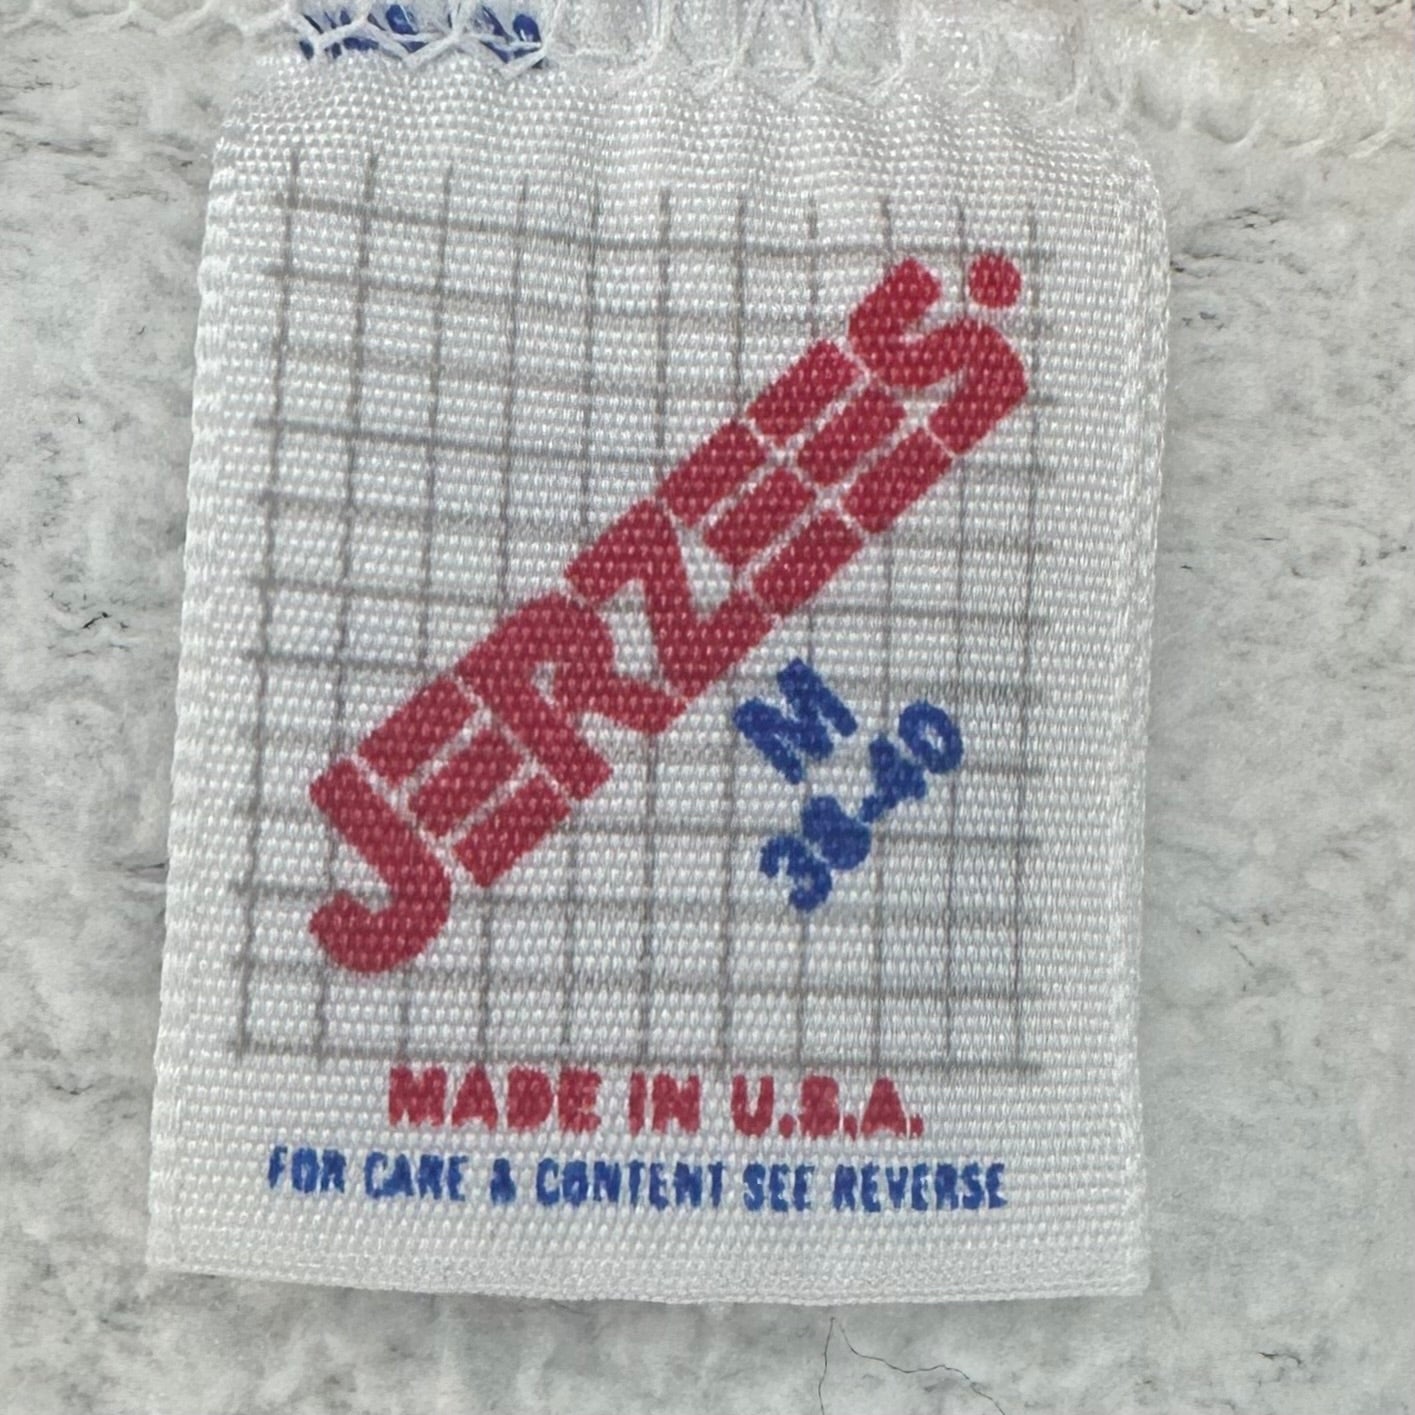 JERZEES.
M
38-40
MADE IN U.S.A.
FOR CARE & CONTENT SEE REVERSE